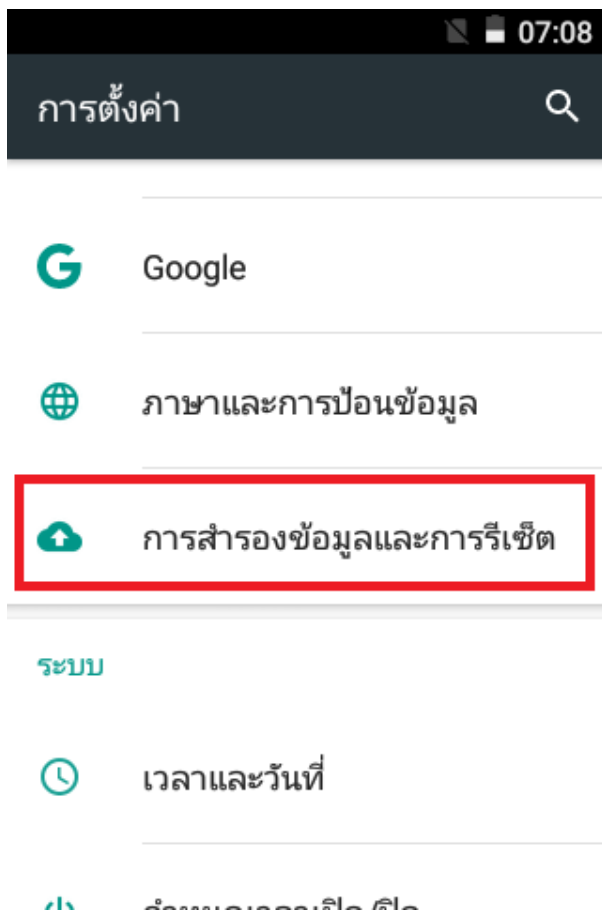 07:08
การตั้งค่า
Google
ภาษาและการป้อนข้อมูล
การสำรองข้อมูลและการรีเซ็ต
ระบบ
เวลาและวันที่